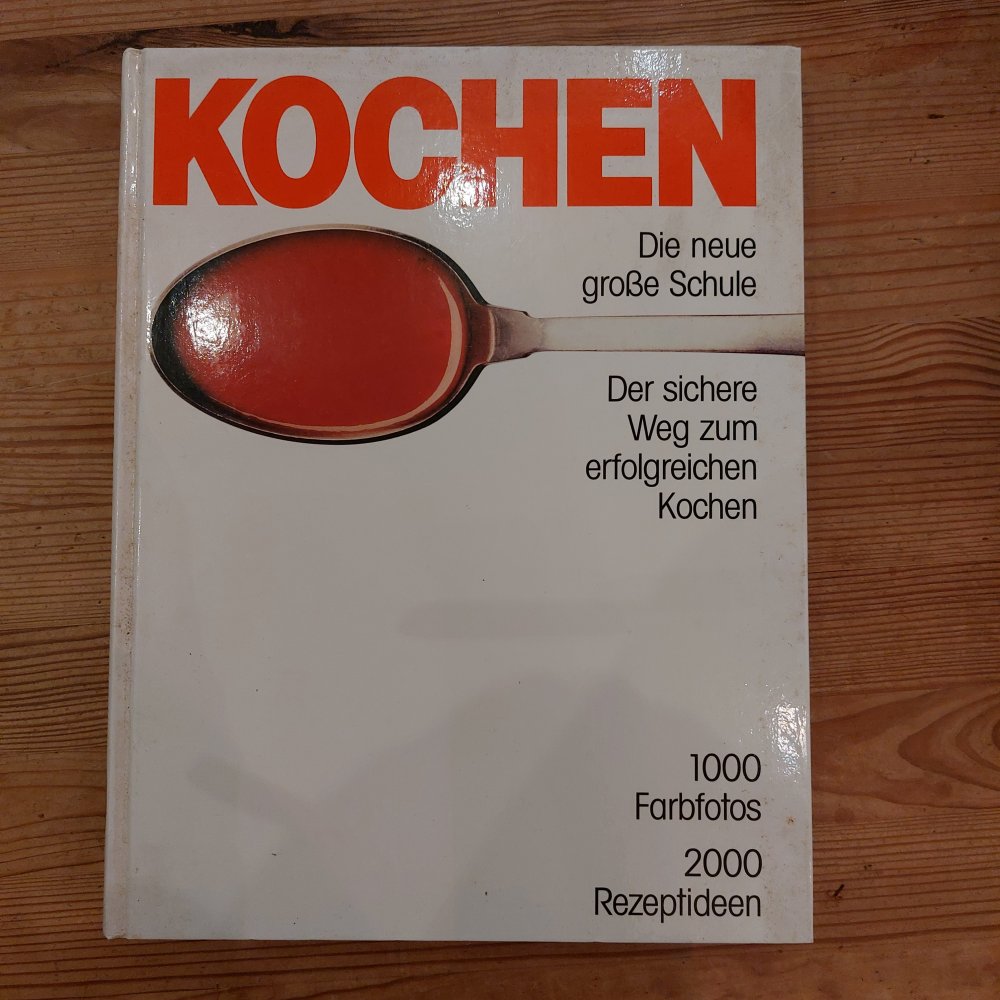 KOCHEN
Die neue
große Schule
Der sichere
Weg zum
erfolgreichen
Kochen
1000
Farbfotos
2000
Rezeptideen